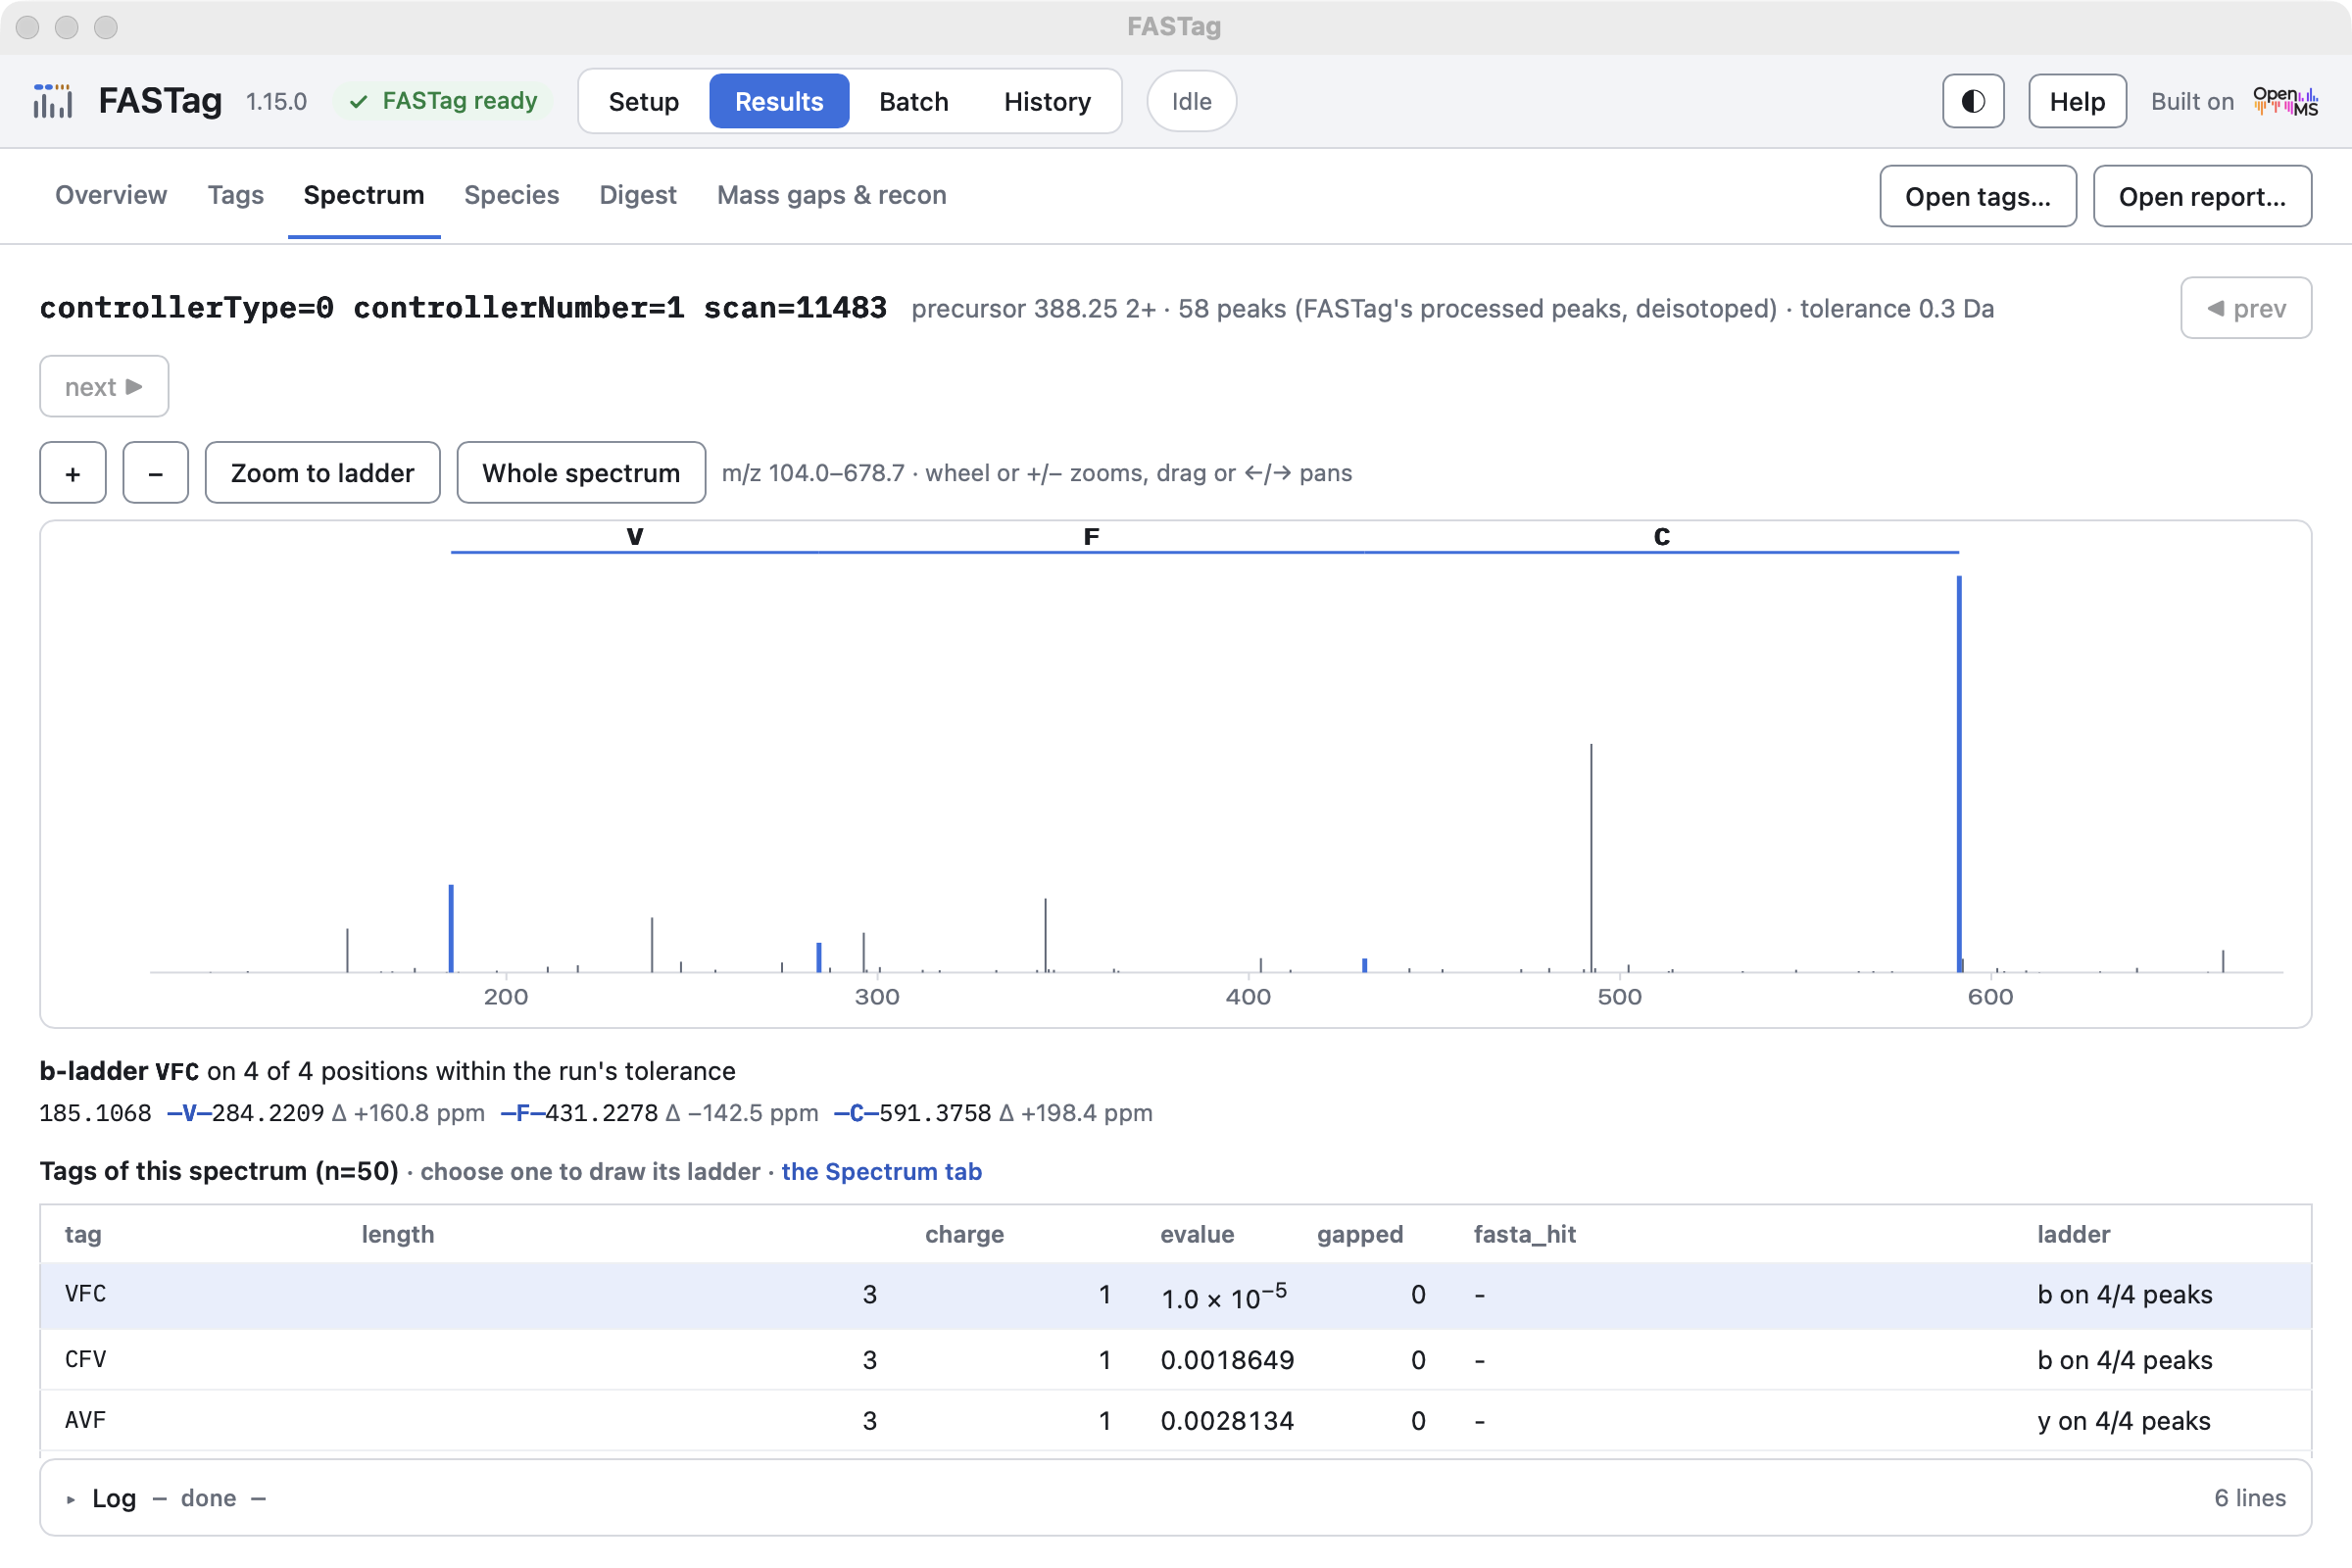 FASTag
FASTag 1.15.0 ✓ FASTag ready Setup Results Batch History Idle Help Built on OpenMS
Overview Tags Spectrum Species Digest Mass gaps & recon Open tags... Open report...
controllerType=0 controllerNumber=1 scan=11483 precursor 388.25 2+ · 58 peaks (FASTag's processed peaks, deisotoped) · tolerance 0.3 Da ◀ prev
next ▶
+ − Zoom to ladder Whole spectrum m/z 104.0–678.7 · wheel or +/− zooms, drag or ←/→ pans
V F C
200 300 400 500 600
b-ladder VFC on 4 of 4 positions within the run's tolerance
185.1068 —V—284.2209 Δ +160.8 ppm —F—431.2278 Δ −142.5 ppm —C—591.3758 Δ +198.4 ppm
Tags of this spectrum (n=50) · choose one to draw its ladder · the Spectrum tab
tag length charge evalue gapped fasta_hit ladder
VFC 3 1 1.0 × 10⁻⁵ 0 - b on 4/4 peaks
CFV 3 1 0.0018649 0 - b on 4/4 peaks
AVF 3 1 0.0028134 0 - y on 4/4 peaks
▸ Log — done — 6 lines